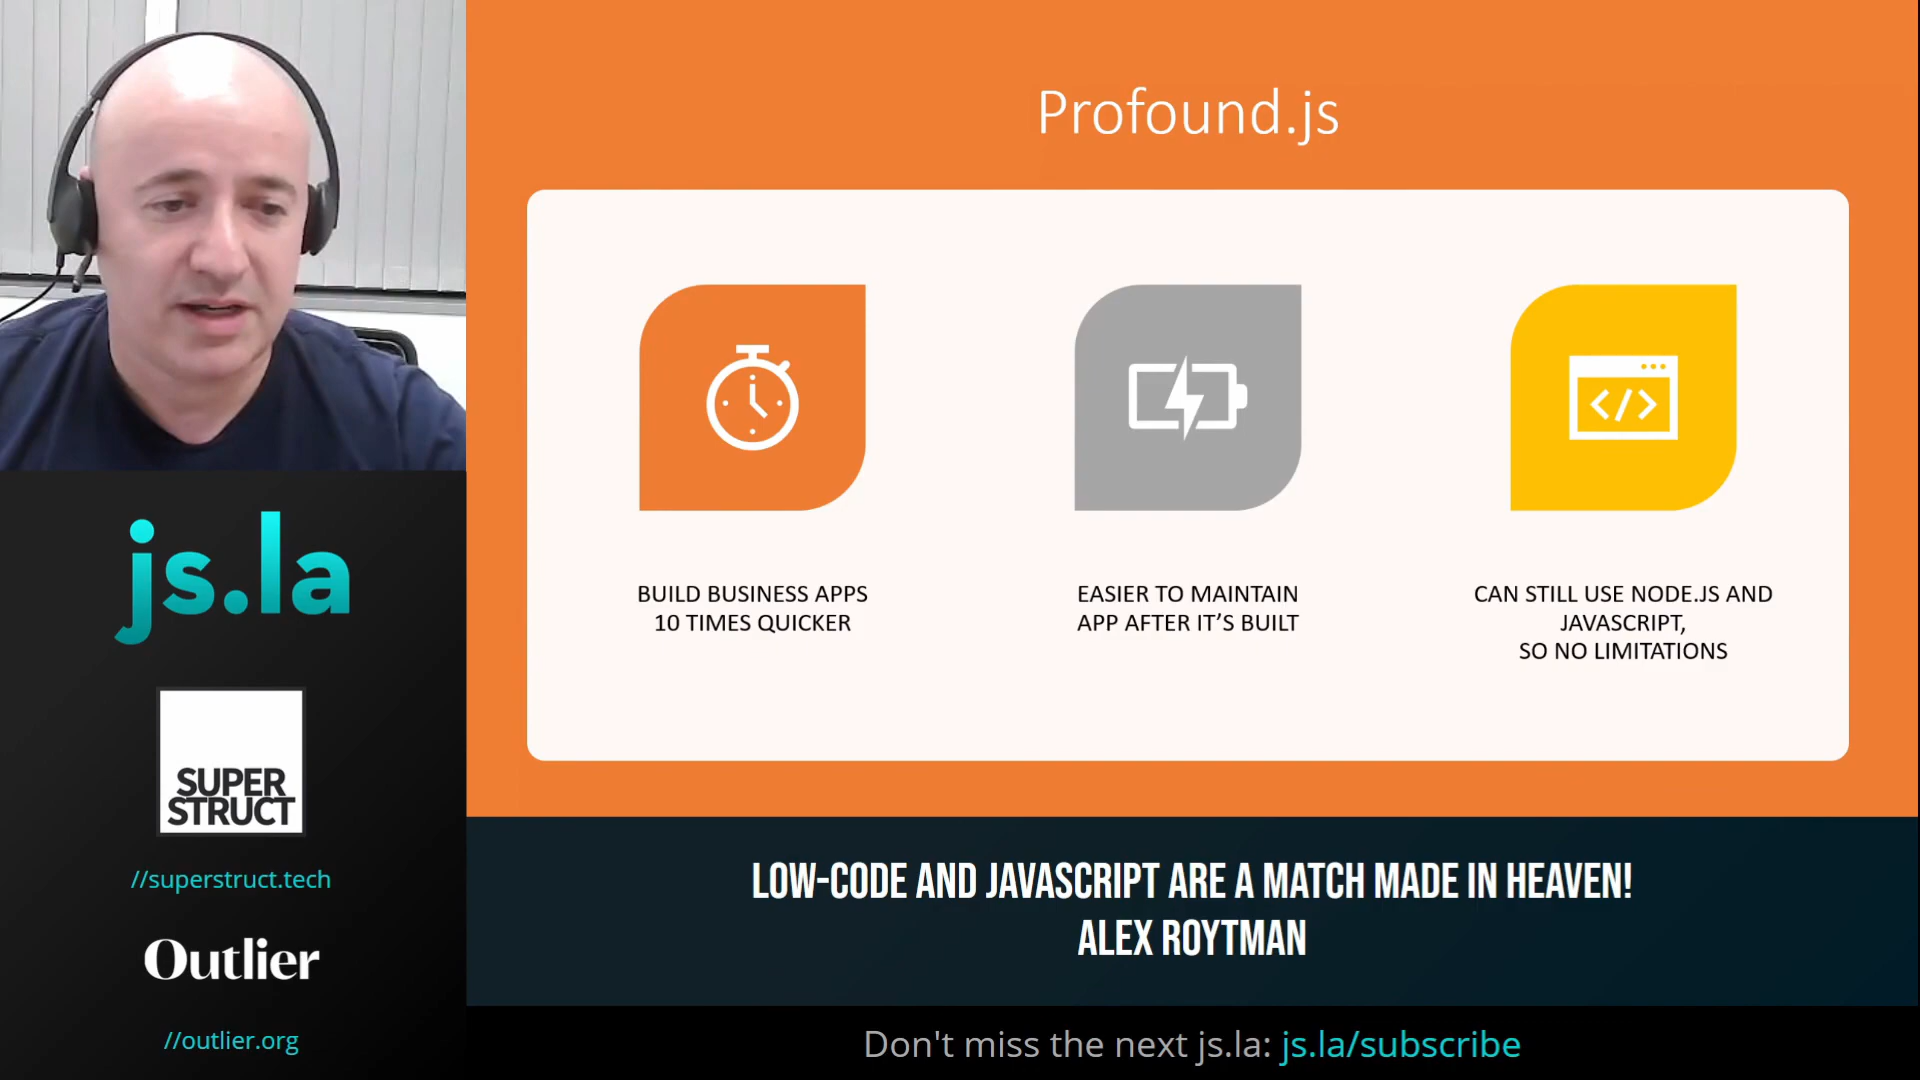 Profound.js
BUILD BUSINESS APPS
10 TIMES QUICKER
EASIER TO MAINTAIN
APP AFTER IT’S BUILT
</>
CAN STILL USE NODE.JS AND
JAVASCRIPT,
SO NO LIMITATIONS
js.la
SUPER
STRUCT
//superstruct.tech
Outlier
//outlier.org
LOW-CODE AND JAVASCRIPT ARE A MATCH MADE IN HEAVEN!
ALEX ROYTMAN
Don't miss the next js.la: js.la/subscribe